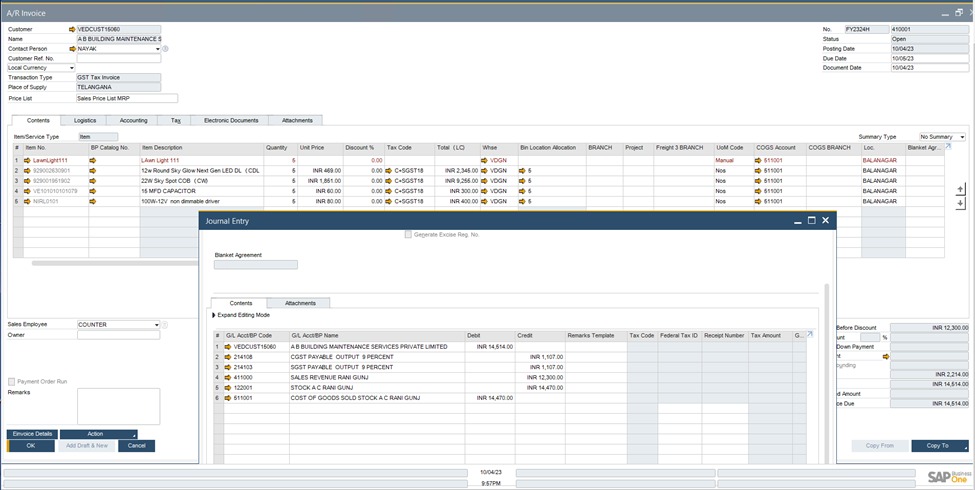 A/R Invoice
Customer VEDCUST15060
Name A B BUILDING MAINTENANCE S
Contact Person NAYAK
Customer Ref. No.
Local Currency
Transaction Type GST Tax Invoice
Place of Supply TELANGANA
Price List Sales Price List MRP
No. FY2324H 410001
Status Open
Posting Date 10/04/23
Due Date 10/05/23
Document Date 10/04/23
Contents Logistics Accounting Tax Electronic Documents Attachments
Item/Service Type Item Summary Type No Summary
# Item No. BP Catalog No. Item Description Quantity Unit Price Discount % Tax Code Total (LC) Whse Bin Location Allocation BRANCH Project Freight 3 BRANCH UoM Code COGS Account COGS BRANCH Loc. Blanket Agr...
1 LawnLight111 LAwn Light 111 5 0.00 VDGN Manual 511001 BALANAGAR
2 929002630901 12w Round Sky Glow Next Gen LED DL (CDL 5 INR 469.00 0.00 C+SGST18 INR 2,345.00 VDGN 5 Nos 511001 BALANAGAR
3 929001951902 22W Sky Spot COB (CW) 5 INR 1,851.00 0.00 C+SGST18 INR 9,255.00 VDGN 5 Nos 511001 BALANAGAR
4 VE101010101079 15 MFD CAPACITOR 5 INR 60.00 0.00 C+SGST18 INR 300.00 VDGN 5 Nos 511001 BALANAGAR
5 NIRL0101 100W-12V non dimmable driver 5 INR 80.00 0.00 C+SGST18 INR 400.00 VDGN 5 Nos 511001 BALANAGAR
Journal Entry
Generate Excise Reg. No.
Blanket Agreement
Contents Attachments
Expand Editing Mode
# G/L Acct/BP Code G/L Acct/BP Name Debit Credit Remarks Template Tax Code Federal Tax ID Receipt Number Tax Amount G...
1 VEDCUST15060 A B BUILDING MAINTENANCE SERVICES PRIVATE LIMITED INR 14,514.00
2 214108 CGST PAYABLE OUTPUT 9 PERCENT INR 1,107.00
3 214103 SGST PAYABLE OUTPUT 9 PERCENT INR 1,107.00
4 411000 SALES REVENUE RANI GUNJ INR 12,300.00
5 122001 STOCK A C RANI GUNJ INR 14,470.00
6 511001 COST OF GOODS SOLD STOCK A C RANI GUNJ INR 14,470.00
Sales Employee COUNTER
Owner
Payment Order Run
Remarks
Before Discount INR 12,300.00
unt %
Down Payment
nt
ounding
INR 2,214.00
INR 14,514.00
d Amount
ce Due INR 14,514.00
Einvoice Details Action
OK Add Draft & New Cancel
Copy From Copy To
10/04/23
9:57PM
SAP Business One